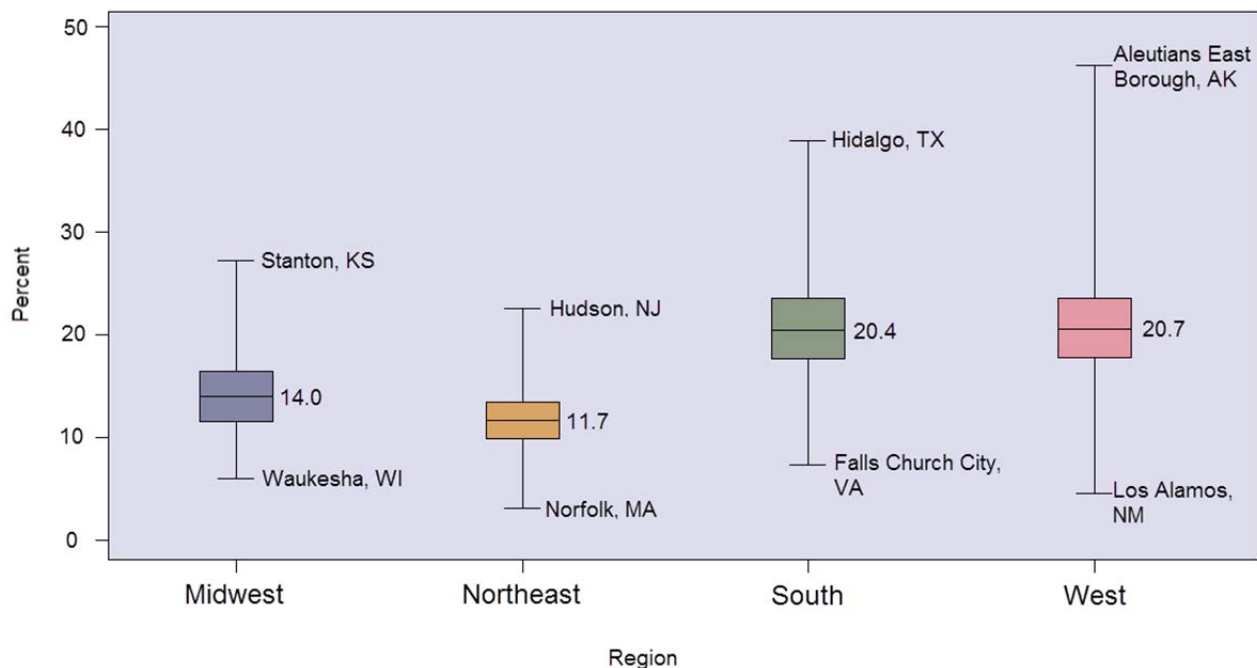 50
40
30
20
10
0
Percent
Stanton, KS
14.0
Waukesha, WI
Hudson, NJ
11.7
Norfolk, MA
Hidalgo, TX
20.4
Falls Church City,
VA
Aleutians East
Borough, AK
20.7
Los Alamos,
NM
Midwest
Northeast
South
West
Region